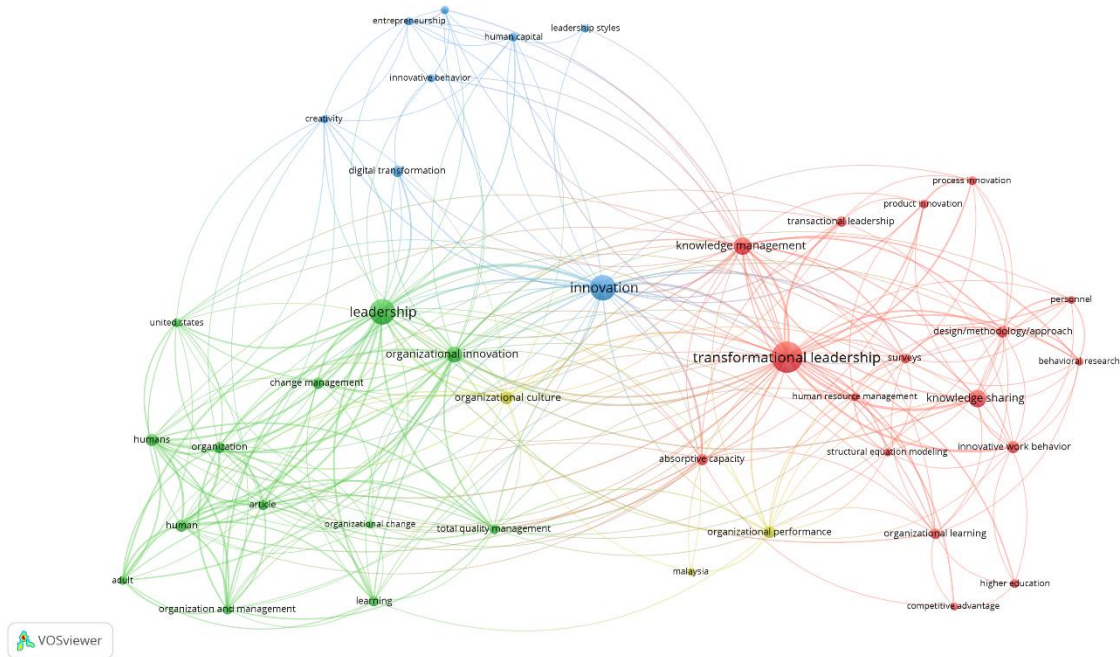 entrepreneurship
human capital
leadership styles
innovative behavior
creativity
digital transformation
process innovation
product innovation
transactional leadership
knowledge management
innovation
personnel
leadership
united states
design/methodology/approach
organizational innovation
transformational leadership
surveys
behavioral research
change management
organizational culture
human resource management
knowledge sharing
humans
organization
innovative work behavior
structural equation modeling
absorptive capacity
article
human
organizational change
total quality management
organizational performance
organizational learning
malaysia
adult
higher education
learning
organization and management
competitive advantage
VOSviewer